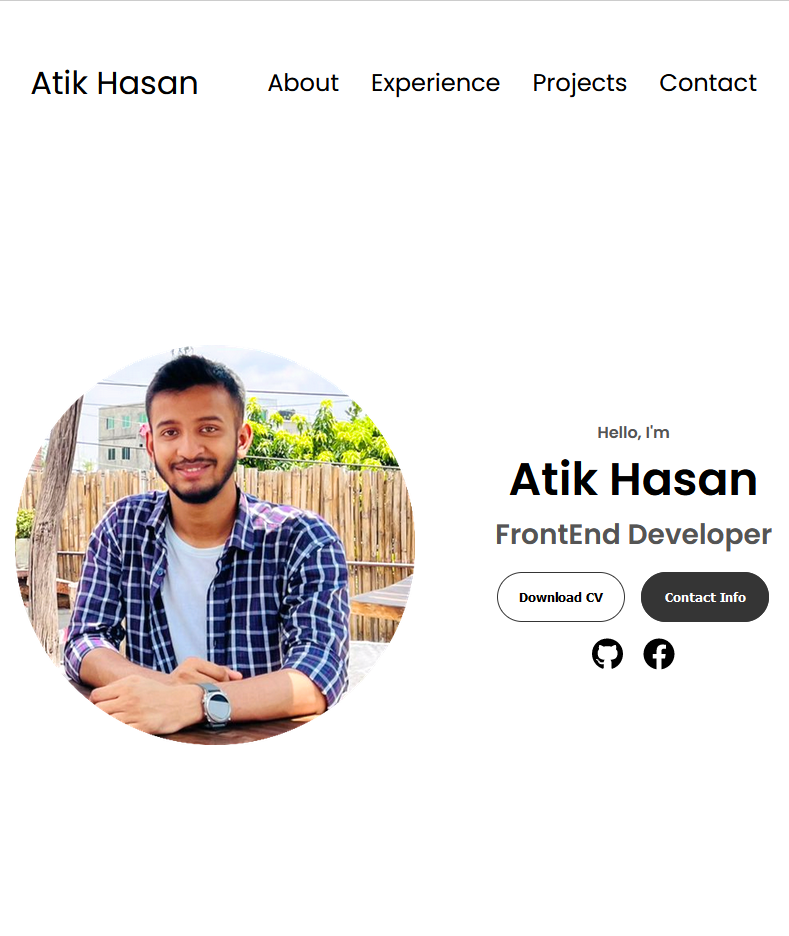 Atik Hasan
About Experience Projects Contact
Hello, I'm
Atik Hasan
FrontEnd Developer
Download CV
Contact Info